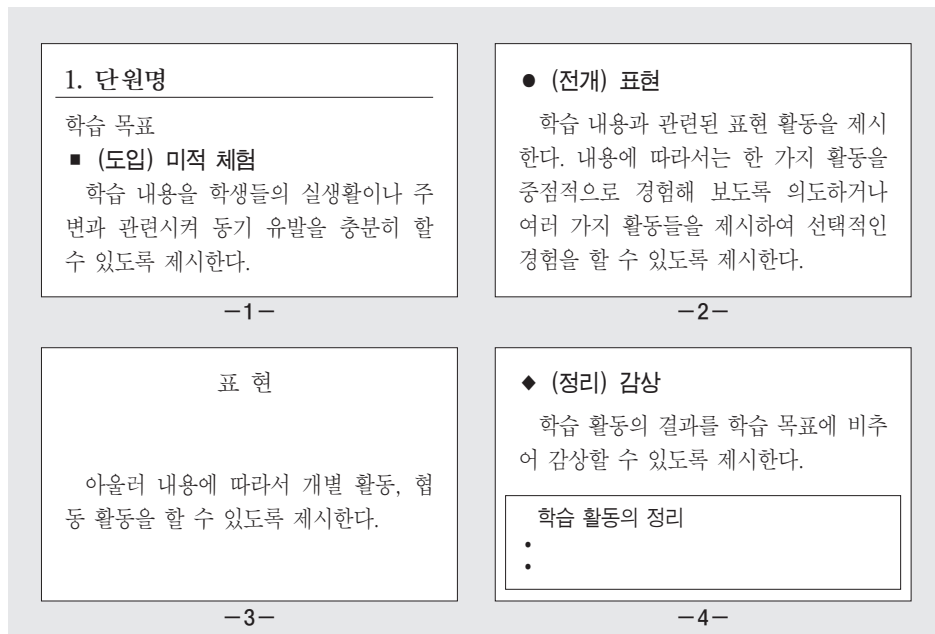 1. 단원명
학습 목표
■ (도입) 미적 체험
학습 내용을 학생들의 실생활이나 주
변과 관련시켜 동기 유발을 충분히 할
수 있도록 제시한다.
－1－
● (전개) 표현
학습 내용과 관련된 표현 활동을 제시
한다. 내용에 따라서는 한 가지 활동을
중점적으로 경험해 보도록 의도하거나
여러 가지 활동들을 제시하여 선택적인
경험을 할 수 있도록 제시한다.
－2－
표 현
아울러 내용에 따라서 개별 활동, 협
동 활동을 할 수 있도록 제시한다.
－3－
◆ (정리) 감상
학습 활동의 결과를 학습 목표에 비추
어 감상할 수 있도록 제시한다.
학습 활동의 정리
•
•
－4－